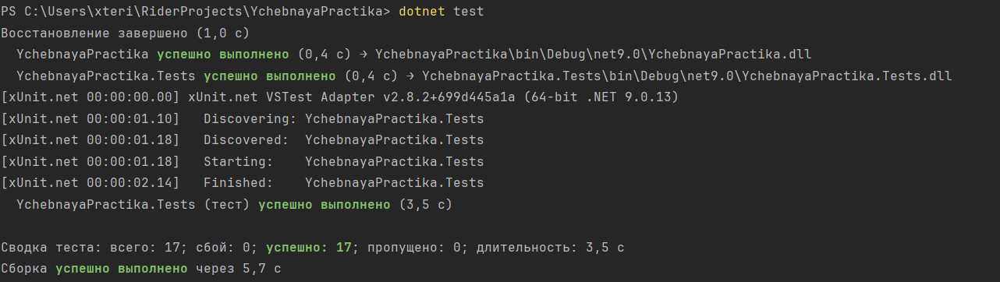 PS C:\Users\xteri\RiderProjects\YchebnayaPractika> dotnet test
Восстановление завершено (1,0 с)
YchebnayaPractika успешно выполнено (0,4 с) → YchebnayaPractika\bin\Debug\net9.0\YchebnayaPractika.dll
YchebnayaPractika.Tests успешно выполнено (0,4 с) → YchebnayaPractika.Tests\bin\Debug\net9.0\YchebnayaPractika.Tests.dll
[xUnit.net 00:00:00.00] xUnit.net VSTest Adapter v2.8.2+699d445a1a (64-bit .NET 9.0.13)
[xUnit.net 00:00:01.10]   Discovering: YchebnayaPractika.Tests
[xUnit.net 00:00:01.18]   Discovered:  YchebnayaPractika.Tests
[xUnit.net 00:00:01.18]   Starting:    YchebnayaPractika.Tests
[xUnit.net 00:00:02.14]   Finished:    YchebnayaPractika.Tests
YchebnayaPractika.Tests (тест) успешно выполнено (3,5 с)
Сводка теста: всего: 17; сбой: 0; успешно: 17; пропущено: 0; длительность: 3,5 с
Сборка успешно выполнено через 5,7 с